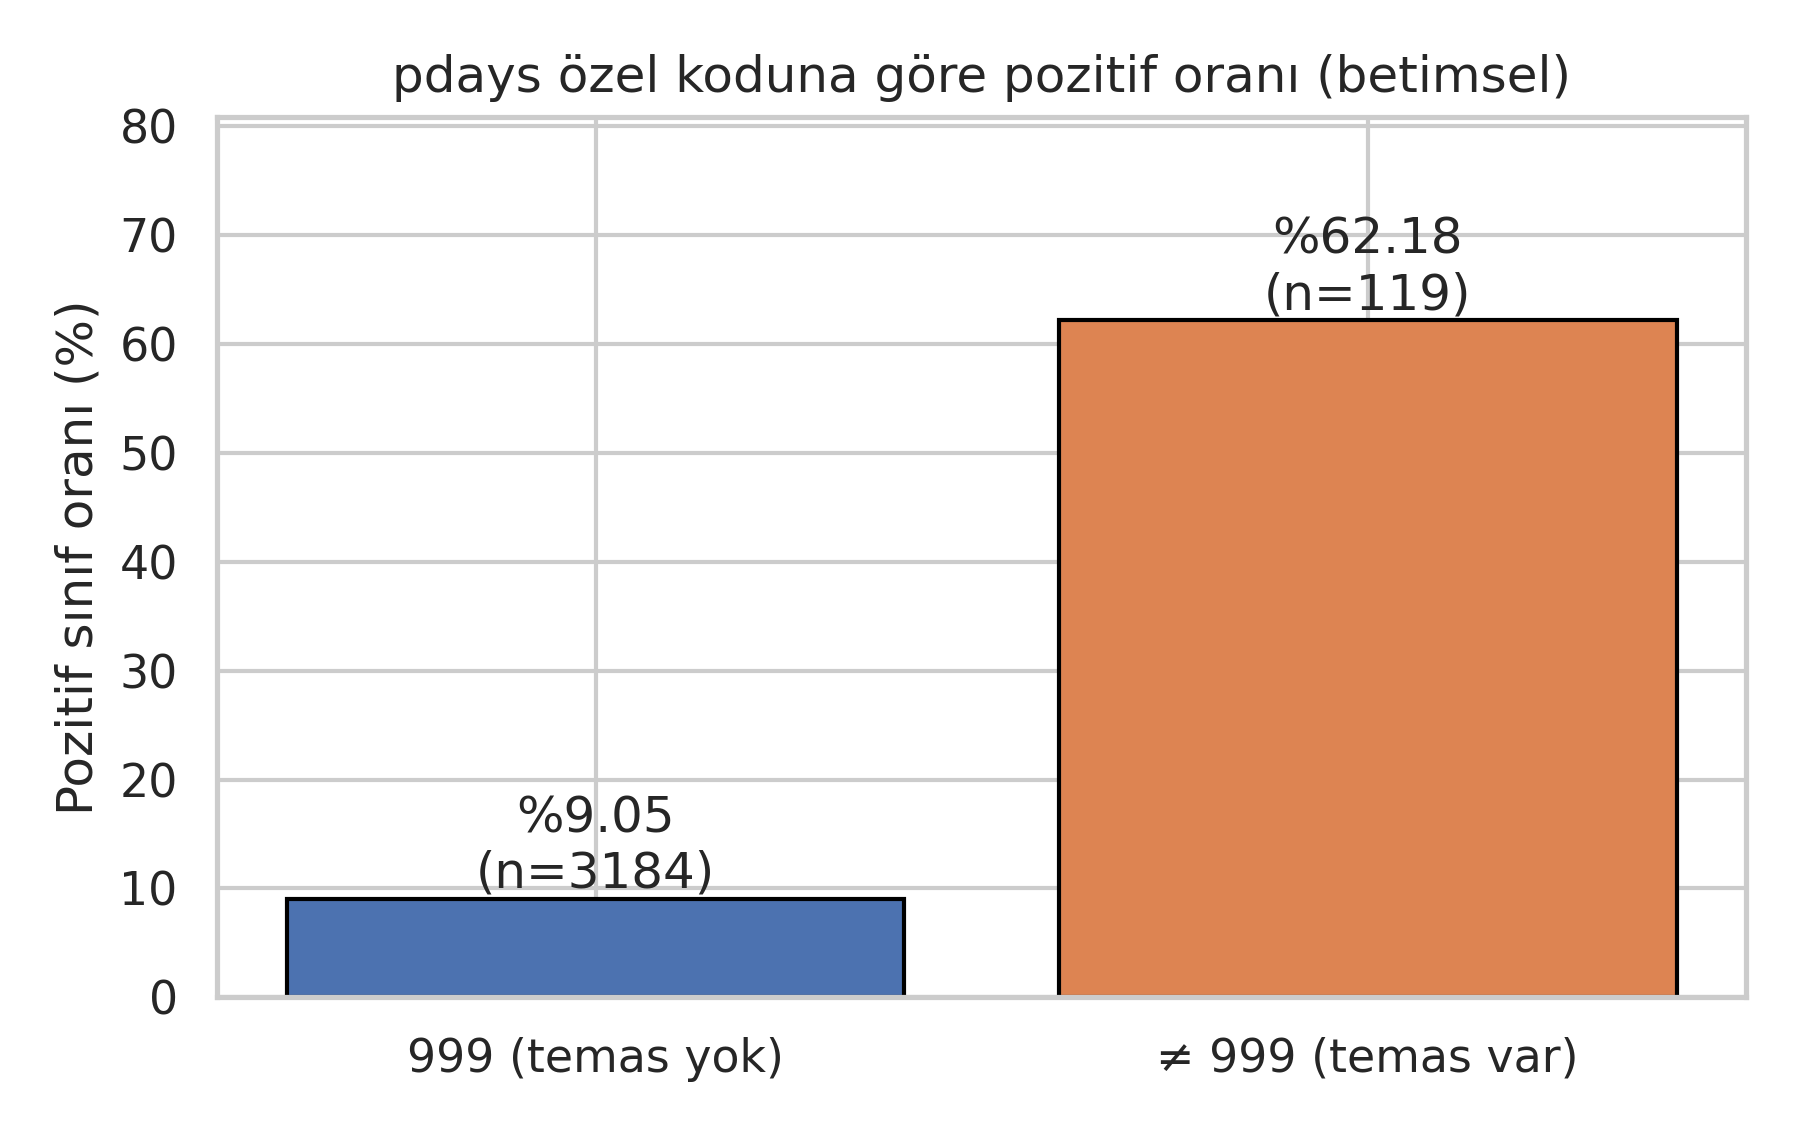 pdays özel koduna göre pozitif oranı (betimsel)
Pozitif sınıf oranı (%)
80
70
60
50
40
30
20
10
0
%9.05
(n=3184)
%62.18
(n=119)
999 (temas yok)
≠ 999 (temas var)